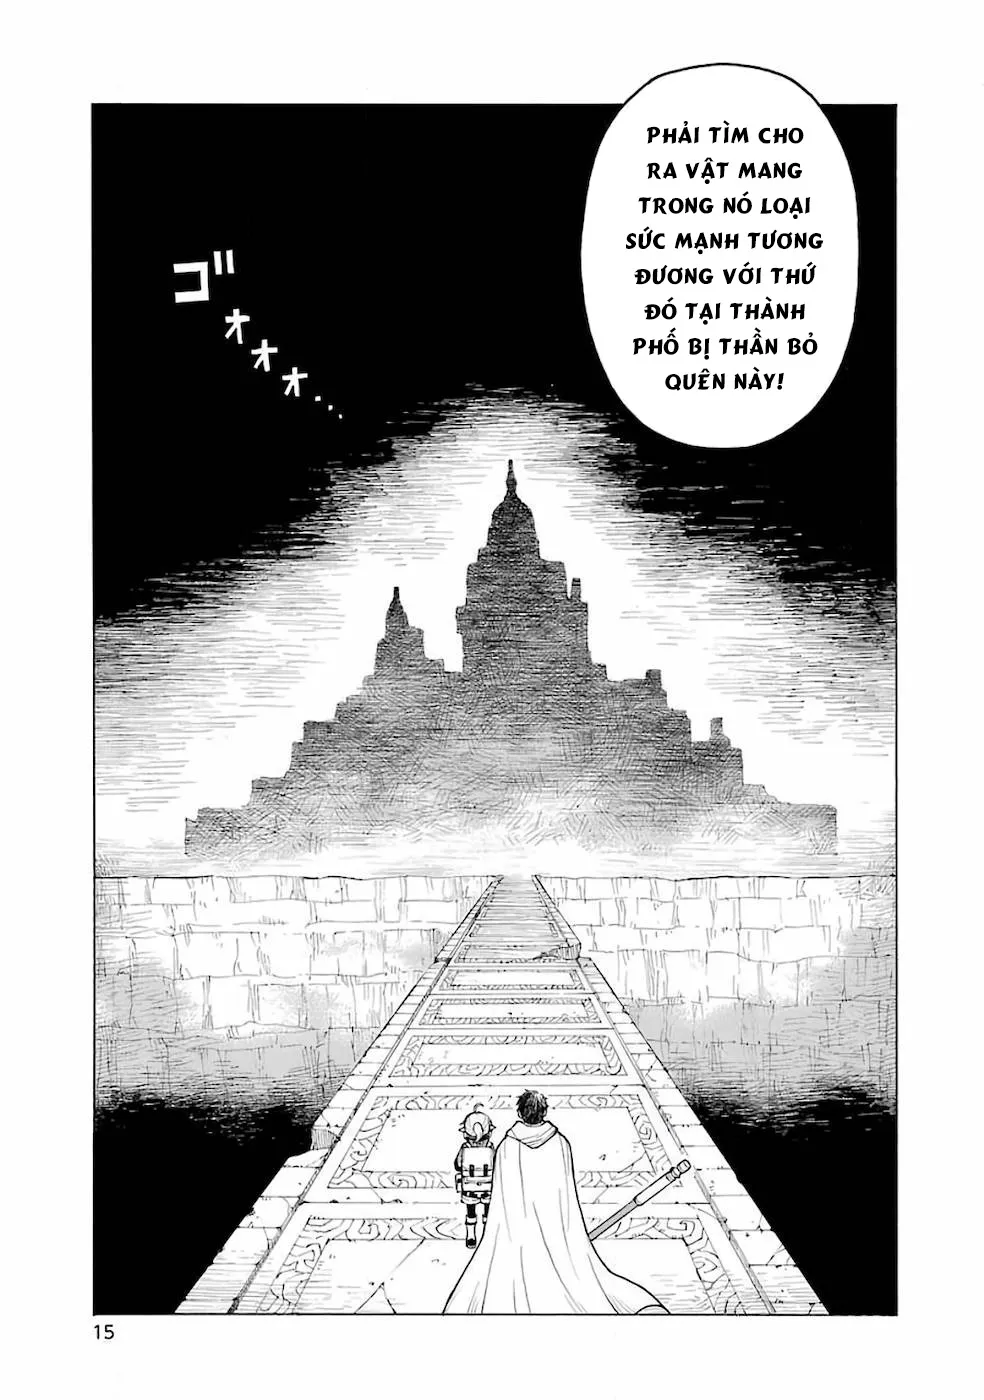 PHẢI TÌM CHO
RA VẬT MANG
TRONG NÓ LOẠI
SỨC MẠNH TƯƠNG
ĐƯƠNG VỚI THỨ
ĐÓ TẠI THÀNH
PHỐ BỊ THẦN BỎ
QUÊN NÀY!
ゴォォォ...
15